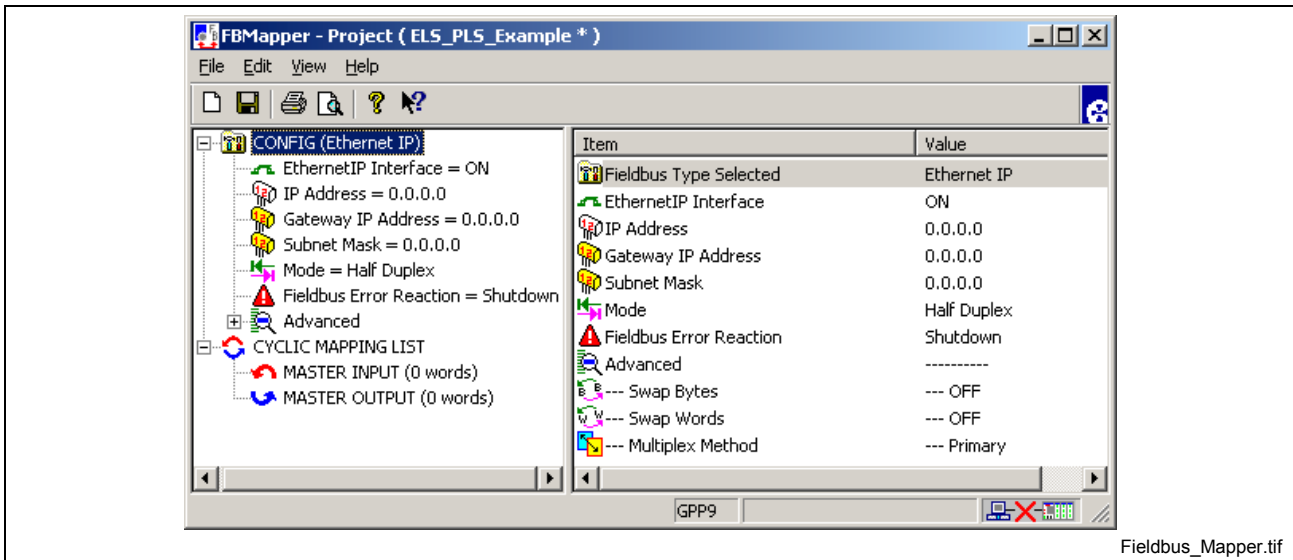 FBMapper - Project ( ELS_PLS_Example * )
File Edit View Help
CONFIG (Ethernet IP)
EthernetIP Interface = ON
IP Address = 0.0.0.0
Gateway IP Address = 0.0.0.0
Subnet Mask = 0.0.0.0
Mode = Half Duplex
Fieldbus Error Reaction = Shutdown
Advanced
CYCLIC MAPPING LIST
MASTER INPUT (0 words)
MASTER OUTPUT (0 words)
Item Value
Fieldbus Type Selected Ethernet IP
EthernetIP Interface ON
IP Address 0.0.0.0
Gateway IP Address 0.0.0.0
Subnet Mask 0.0.0.0
Mode Half Duplex
Fieldbus Error Reaction Shutdown
Advanced ----------
--- Swap Bytes --- OFF
--- Swap Words --- OFF
--- Multiplex Method --- Primary
GPP9
Fieldbus_Mapper.tif